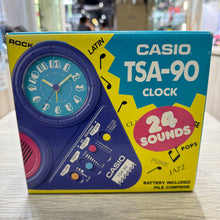 ROCK
LATIN
CASIO
TSA-90
CLOCK
24
SOUNDS
POPS
JAZZ
CASIO
BATTERY INCLUDED
PILE COMPRISE